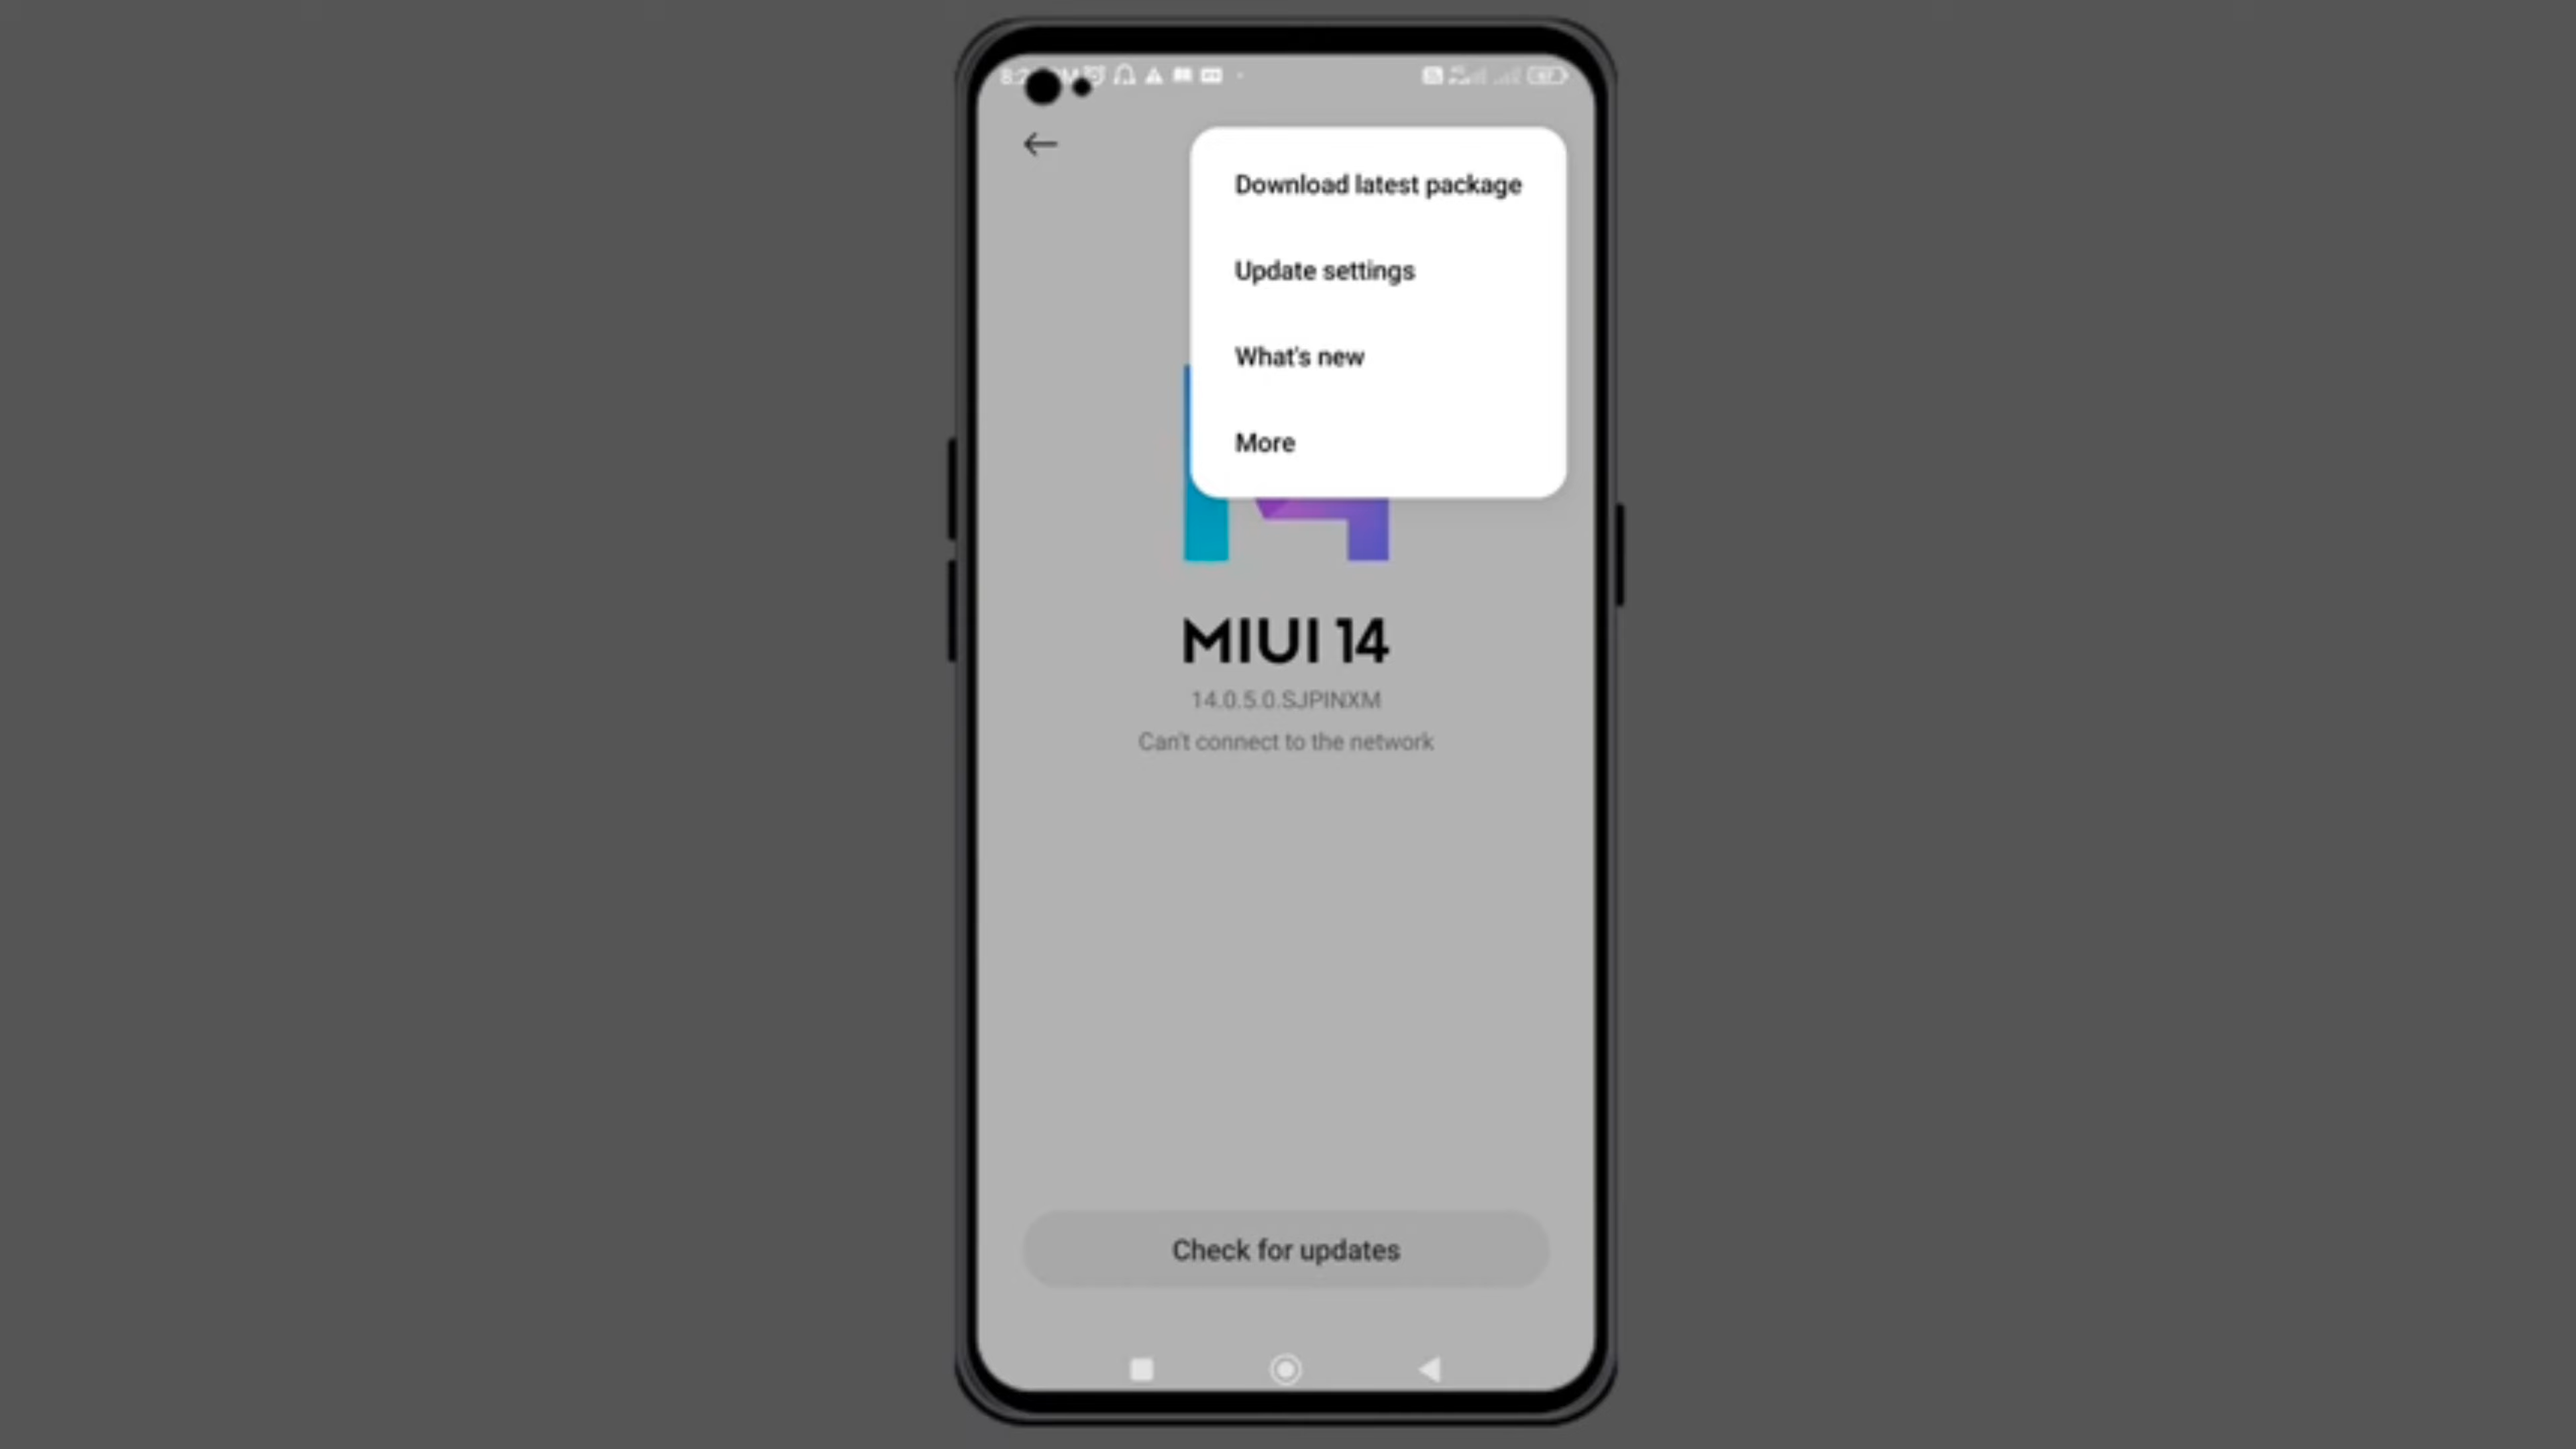 Download latest package
Update settings
What's new
More
MIUI 14
14.0.5.0.SJPINXM
Can't connect to the network
Check for updates